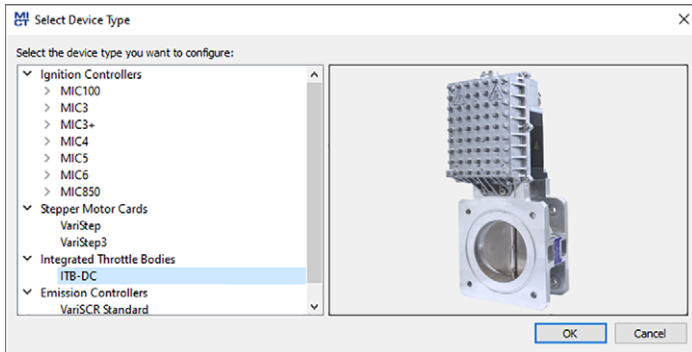 MICT Select Device Type
Select the device type you want to configure:
Ignition Controllers
MIC100
MIC3
MIC3+
MIC4
MIC5
MIC6
MIC850
Stepper Motor Cards
VariStep
VariStep3
Integrated Throttle Bodies
ITB-DC
Emission Controllers
VariSCR Standard
OK Cancel